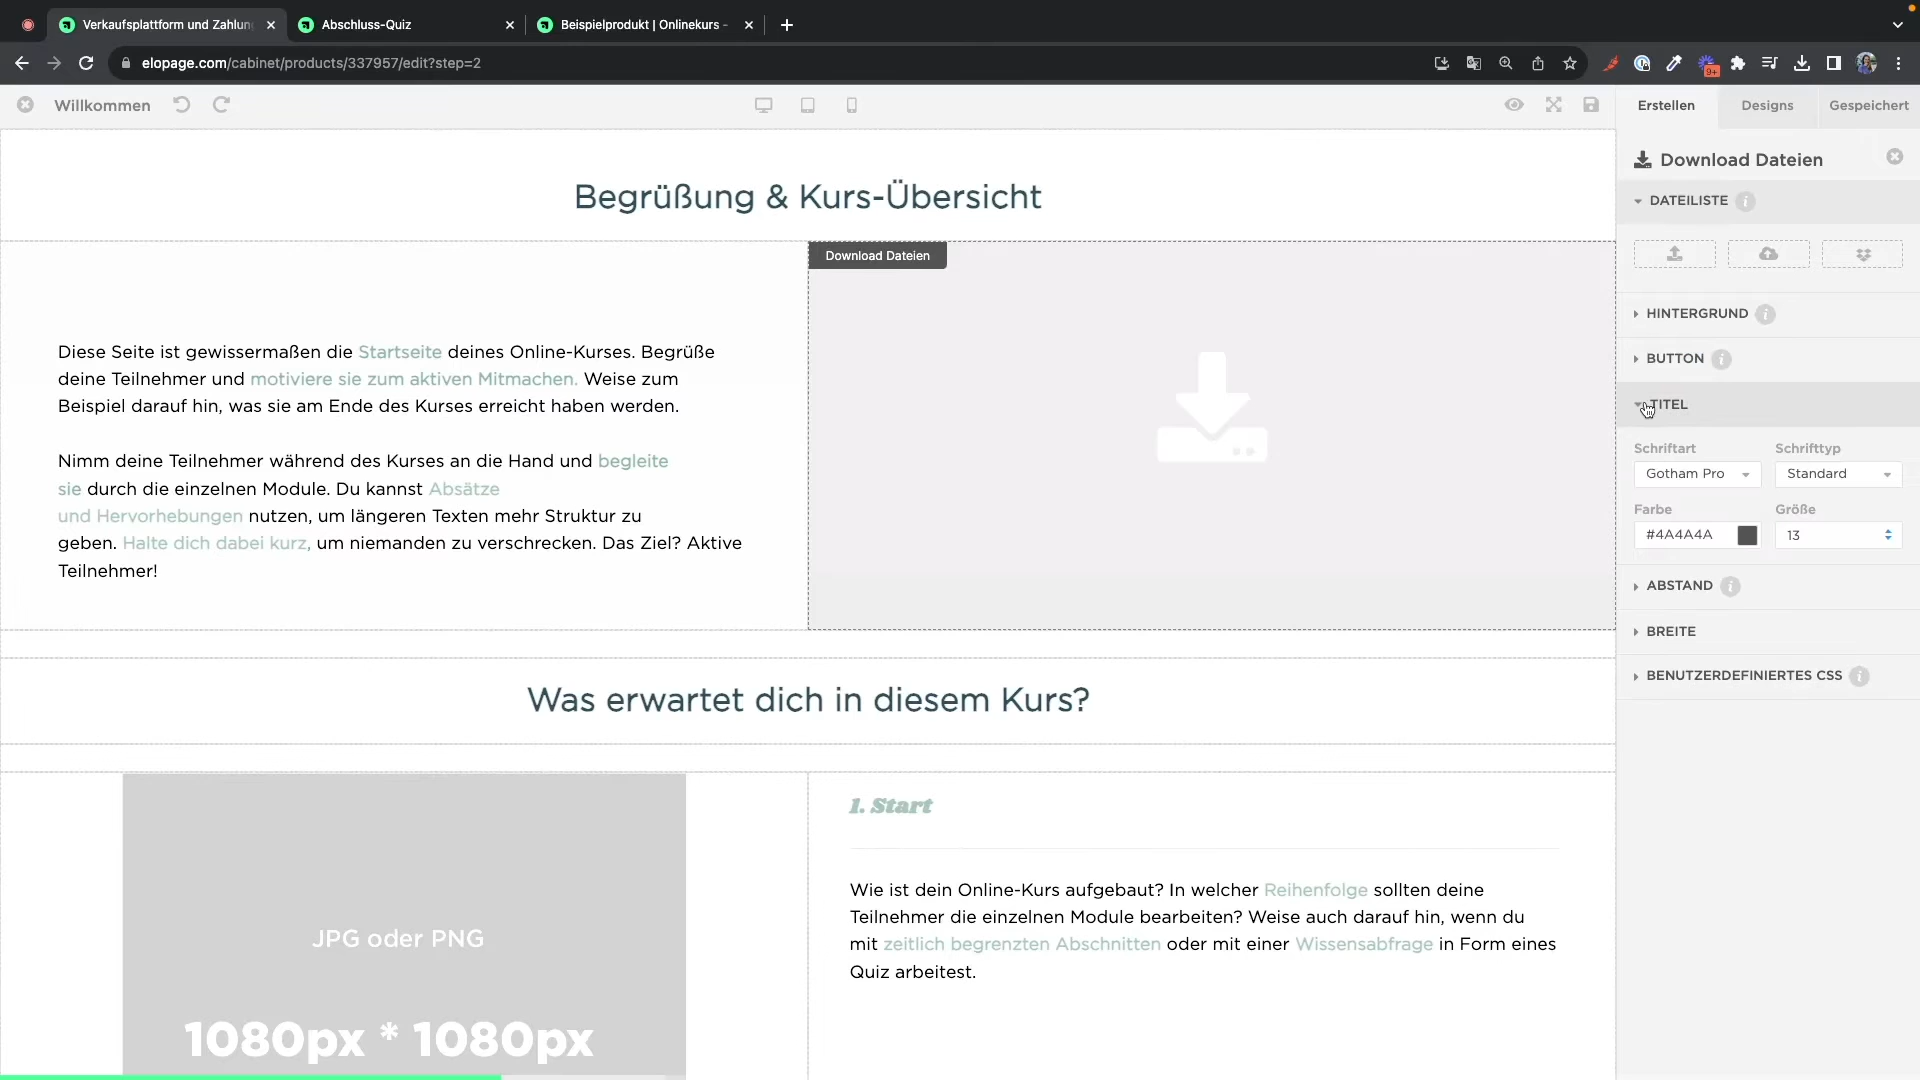 Verkaufsplattform und Zahlun
Abschluss-Quiz
Beispielprodukt | Onlinekurs -
elopage.com/cabinet/products/337957/edit?step=2
9+
Willkommen
Erstellen
Designs
Gespeichert
Begrüßung & Kurs-Übersicht
Download Dateien
Diese Seite ist gewissermaßen die Startseite deines Online-Kurses. Begrüße
deine Teilnehmer und motiviere sie zum aktiven Mitmachen. Weise zum
Beispiel darauf hin, was sie am Ende des Kurses erreicht haben werden.
Nimm deine Teilnehmer während des Kurses an die Hand und begleite
sie durch die einzelnen Module. Du kannst Absätze
und Hervorhebungen nutzen, um längeren Texten mehr Struktur zu
geben. Halte dich dabei kurz, um niemanden zu verschrecken. Das Ziel? Aktive
Teilnehmer!
Was erwartet dich in diesem Kurs?
JPG oder PNG
1080px * 1080px
1. Start
Wie ist dein Online-Kurs aufgebaut? In welcher Reihenfolge sollten deine
Teilnehmer die einzelnen Module bearbeiten? Weise auch darauf hin, wenn du
mit zeitlich begrenzten Abschnitten oder mit einer Wissensabfrage in Form eines
Quiz arbeitest.
Download Dateien
DATEILISTE
HINTERGRUND
BUTTON
TITEL
Schriftart
Schrifttyp
Gotham Pro
Standard
Farbe
Größe
#4A4A4A
13
ABSTAND
BREITE
BENUTZERDEFINIERTES CSS